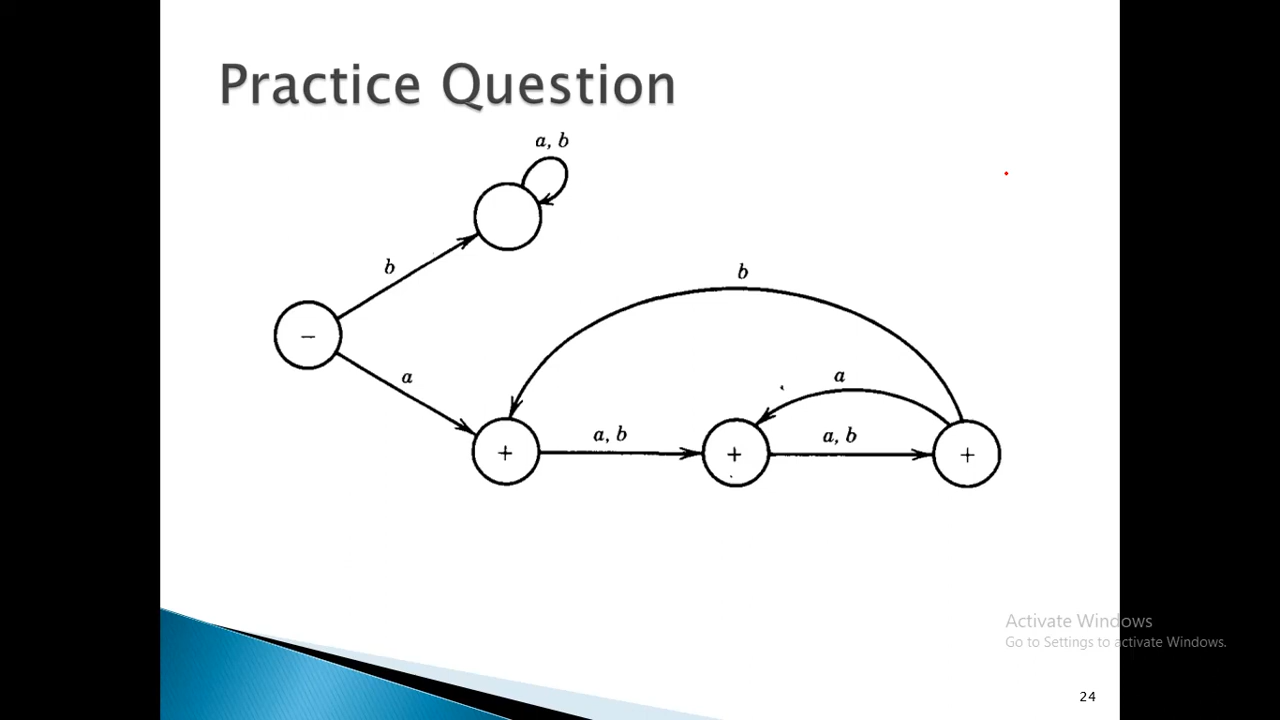 Practice Question
a, b
b
b
−
a
a
a, b
a, b
+
+
+
Activate Windows
Go to Settings to activate Windows.
24